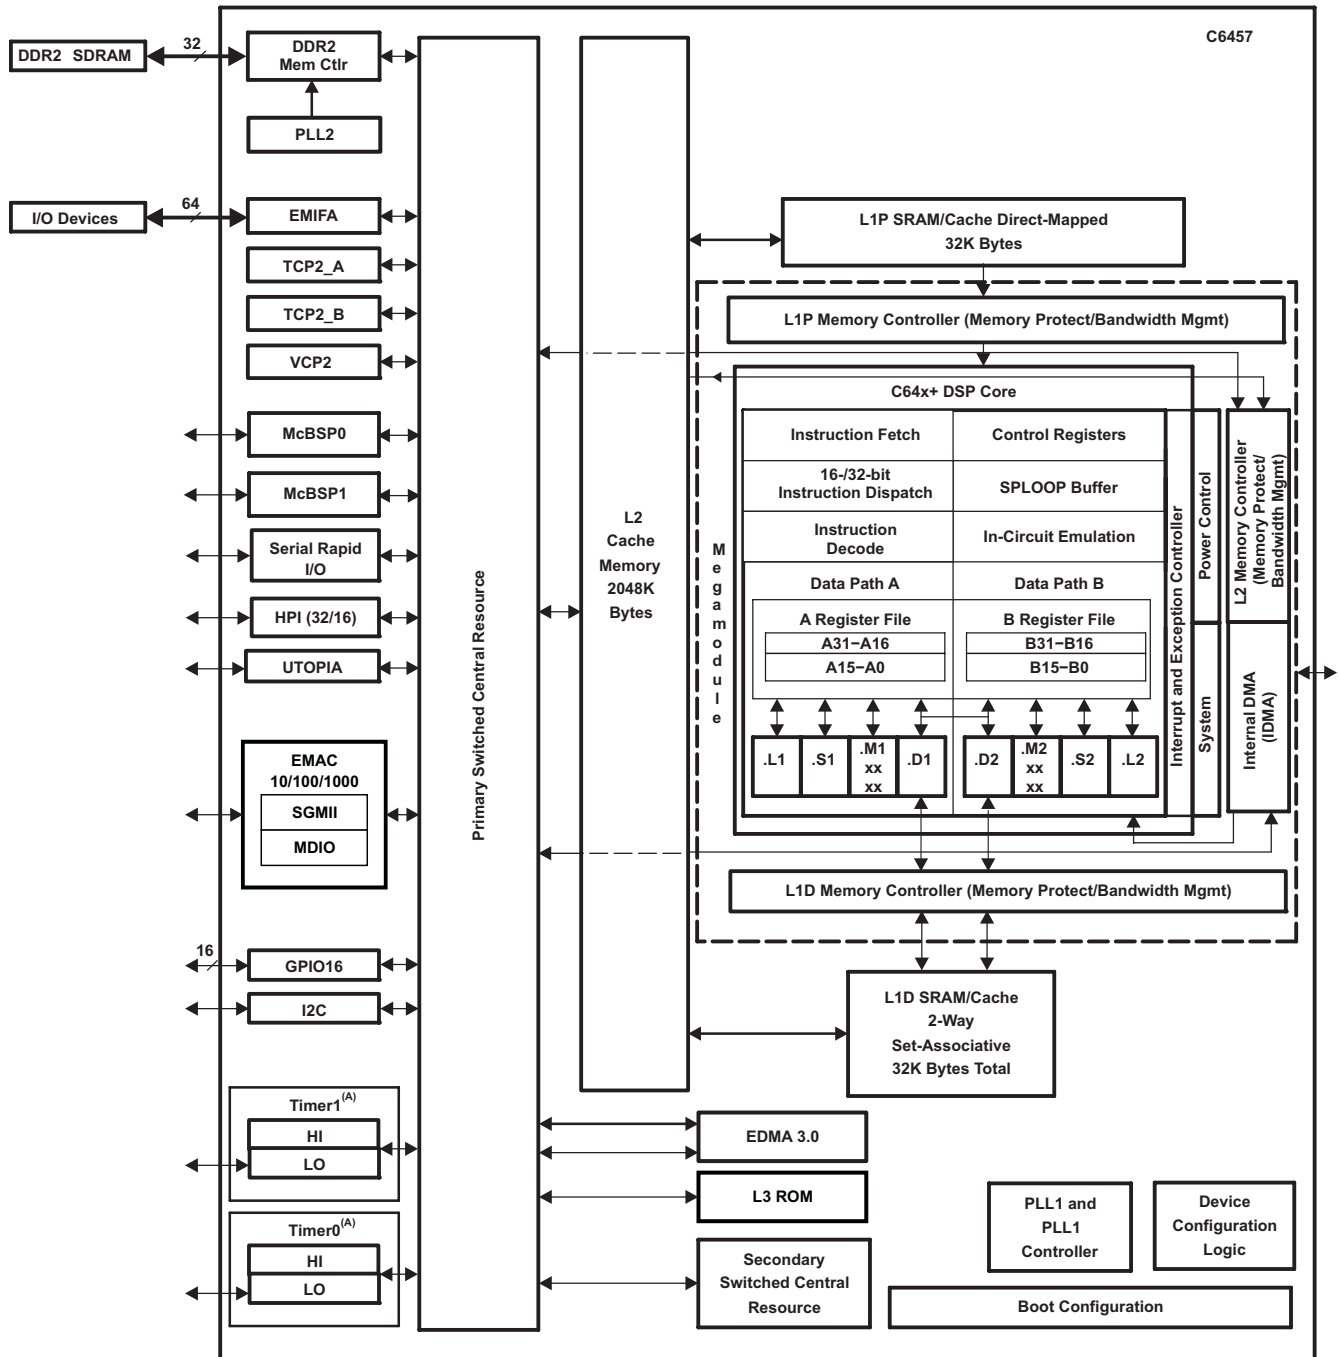 C6457
DDR2 SDRAM
32
DDR2
Mem Ctlr
PLL2
I/O Devices
64
EMIFA
TCP2_A
TCP2_B
VCP2
McBSP0
McBSP1
Serial Rapid
I/O
HPI (32/16)
UTOPIA
EMAC
10/100/1000
SGMII
MDIO
16
GPIO16
I2C
Timer1(A)
HI
LO
Timer0(A)
HI
LO
Primary Switched Central Resource
L2
Cache
Memory
2048K
Bytes
L1P SRAM/Cache Direct-Mapped
32K Bytes
L1P Memory Controller (Memory Protect/Bandwidth Mgmt)
Megamodule
C64x+ DSP Core
Instruction Fetch
Control Registers
16-/32-bit
Instruction Dispatch
SPLOOP Buffer
Instruction
Decode
In-Circuit Emulation
Data Path A
Data Path B
A Register File
A31−A16
A15−A0
B Register File
B31−B16
B15−B0
.L1
.S1
.M1
xx
xx
.D1
.D2
.M2
xx
xx
.S2
.L2
Interrupt and Exception Controller
Power Control
System
L2 Memory Controller
(Memory Protect/
Bandwidth Mgmt)
Internal DMA
(IDMA)
L1D Memory Controller (Memory Protect/Bandwidth Mgmt)
L1D SRAM/Cache
2-Way
Set-Associative
32K Bytes Total
EDMA 3.0
L3 ROM
Secondary
Switched Central
Resource
PLL1 and
PLL1
Controller
Device
Configuration
Logic
Boot Configuration